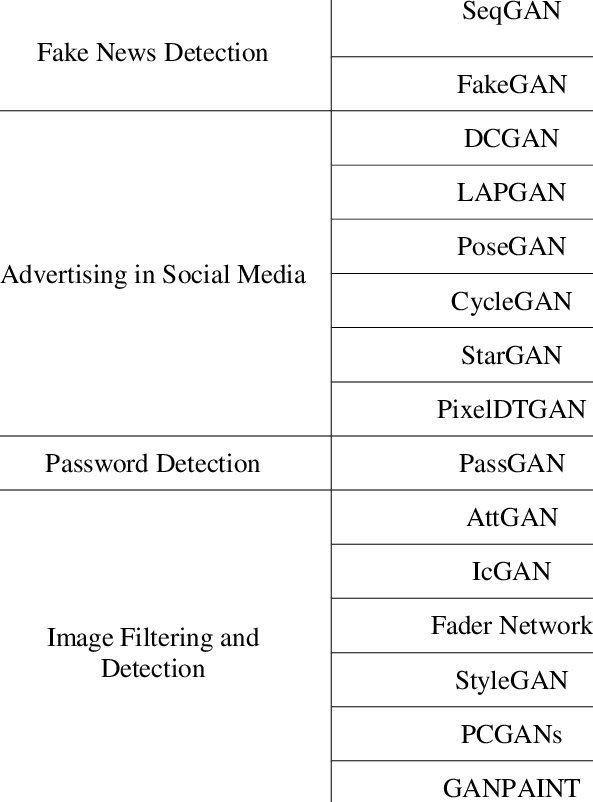 SeqGAN
Fake News Detection
FakeGAN
DCGAN
LAPGAN
PoseGAN
Advertising in Social Media
CycleGAN
StarGAN
PixelDTGAN
Password Detection
PassGAN
AttGAN
IcGAN
Fader Network
Image Filtering and
Detection
StyleGAN
PCGANs
GANPAINT